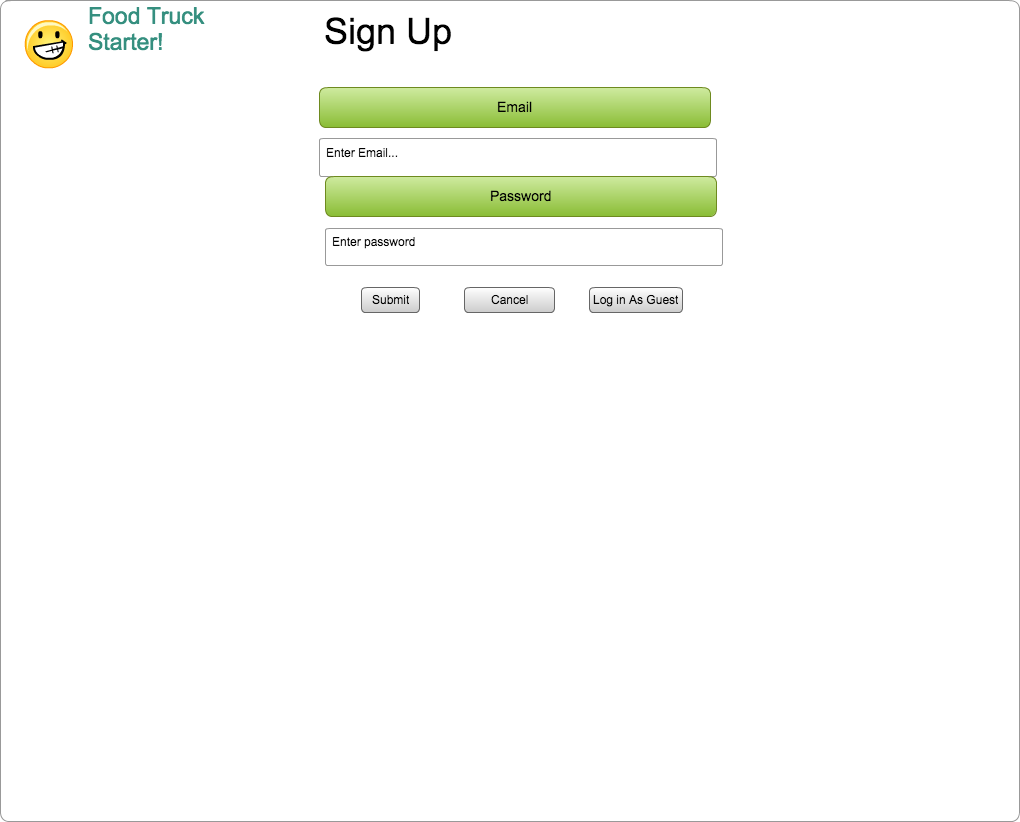 Food Truck
Starter!
Sign Up
Email
Enter Email...
Password
Enter password
Submit
Cancel
Log in As Guest